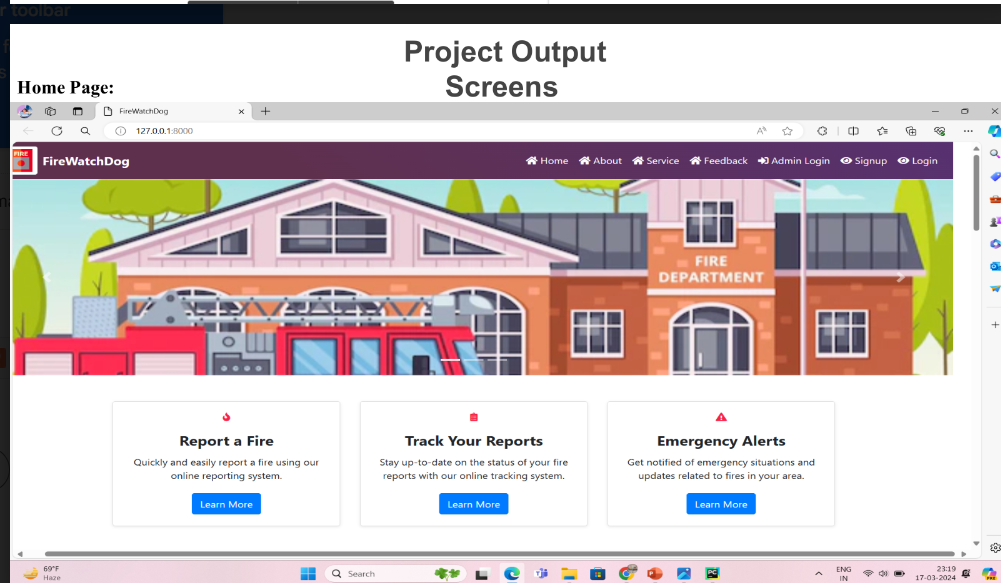 r toolbar
Project Output
Screens
Home Page:
FireWatchDog
127.0.0.1:8000
FIRE
FireWatchDog
Home About Service Feedback Admin Login Signup Login
FIRE
DEPARTMENT
Report a Fire
Quickly and easily report a fire using our
online reporting system.
Learn More
Track Your Reports
Stay up-to-date on the status of your fire
reports with our online tracking system.
Learn More
Emergency Alerts
Get notified of emergency situations and
updates related to fires in your area.
Learn More
69°F
Haze
Search
ENG
IN
23:19
17-03-2024